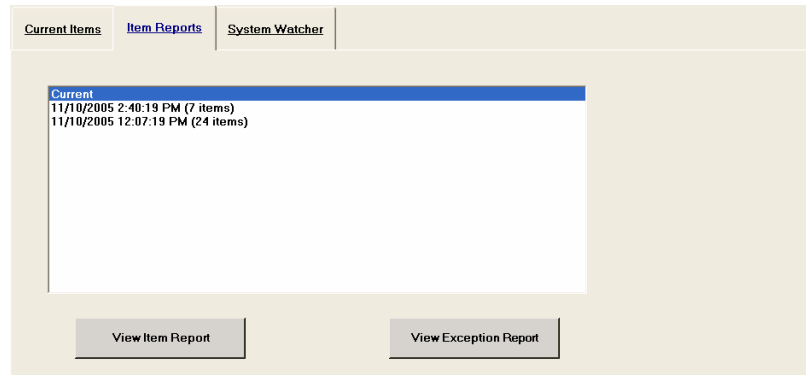 Current Items Item Reports System Watcher
Current
11/10/2005 2:40:19 PM (7 items)
11/10/2005 12:07:19 PM (24 items)
View Item Report View Exception Report